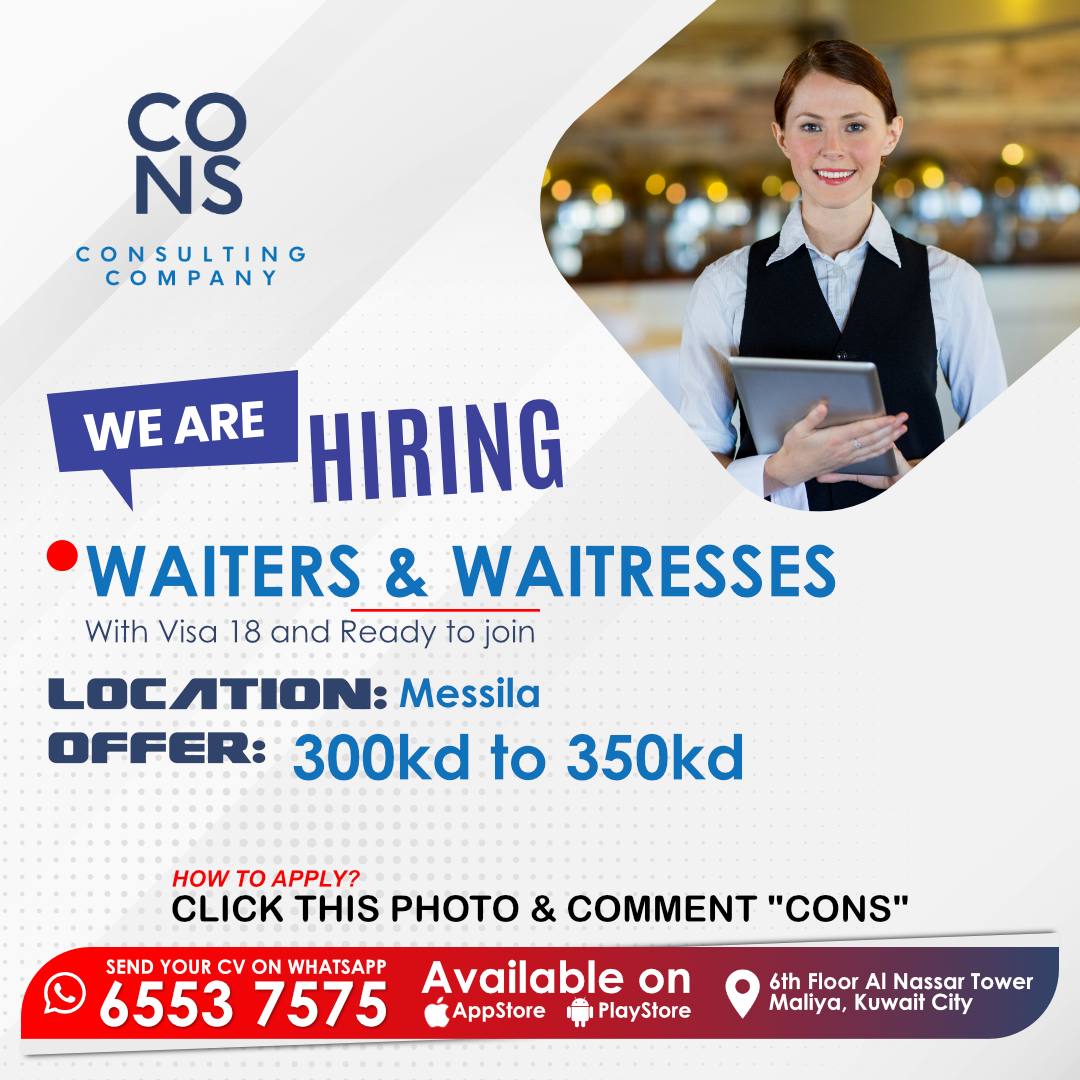 CO
NS
CONSULTING
COMPANY
WE ARE HIRING
WAITERS & WAITRESSES
With Visa 18 and Ready to join
LOCATION: Messila
OFFER: 300kd to 350kd
HOW TO APPLY?
CLICK THIS PHOTO & COMMENT "CONS"
SEND YOUR CV ON WHATSAPP
6553 7575
Available on
AppStore PlayStore
6th Floor Al Nassar Tower
Maliya, Kuwait City